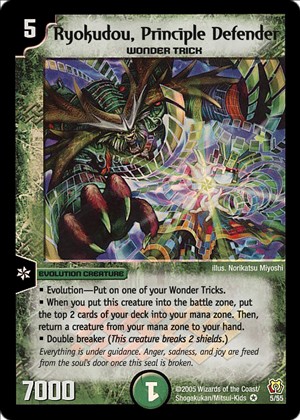 5
Ryokudou, Principle Defender
WONDER TRICK
illus. Norikatsu Miyoshi
EVOLUTION CREATURE
■ Evolution—Put on one of your Wonder Tricks.
■ When you put this creature into the battle zone, put
the top 2 cards of your deck into your mana zone. Then,
return a creature from your mana zone to your hand.
■ Double breaker (This creature breaks 2 shields.)
Everything is under guidance. Anger, sadness, and joy are freed
from the soul's door once this seal is broken.
7000
1
©2005 Wizards of the Coast/
Shogakukan/Mitsui-Kids
5/55